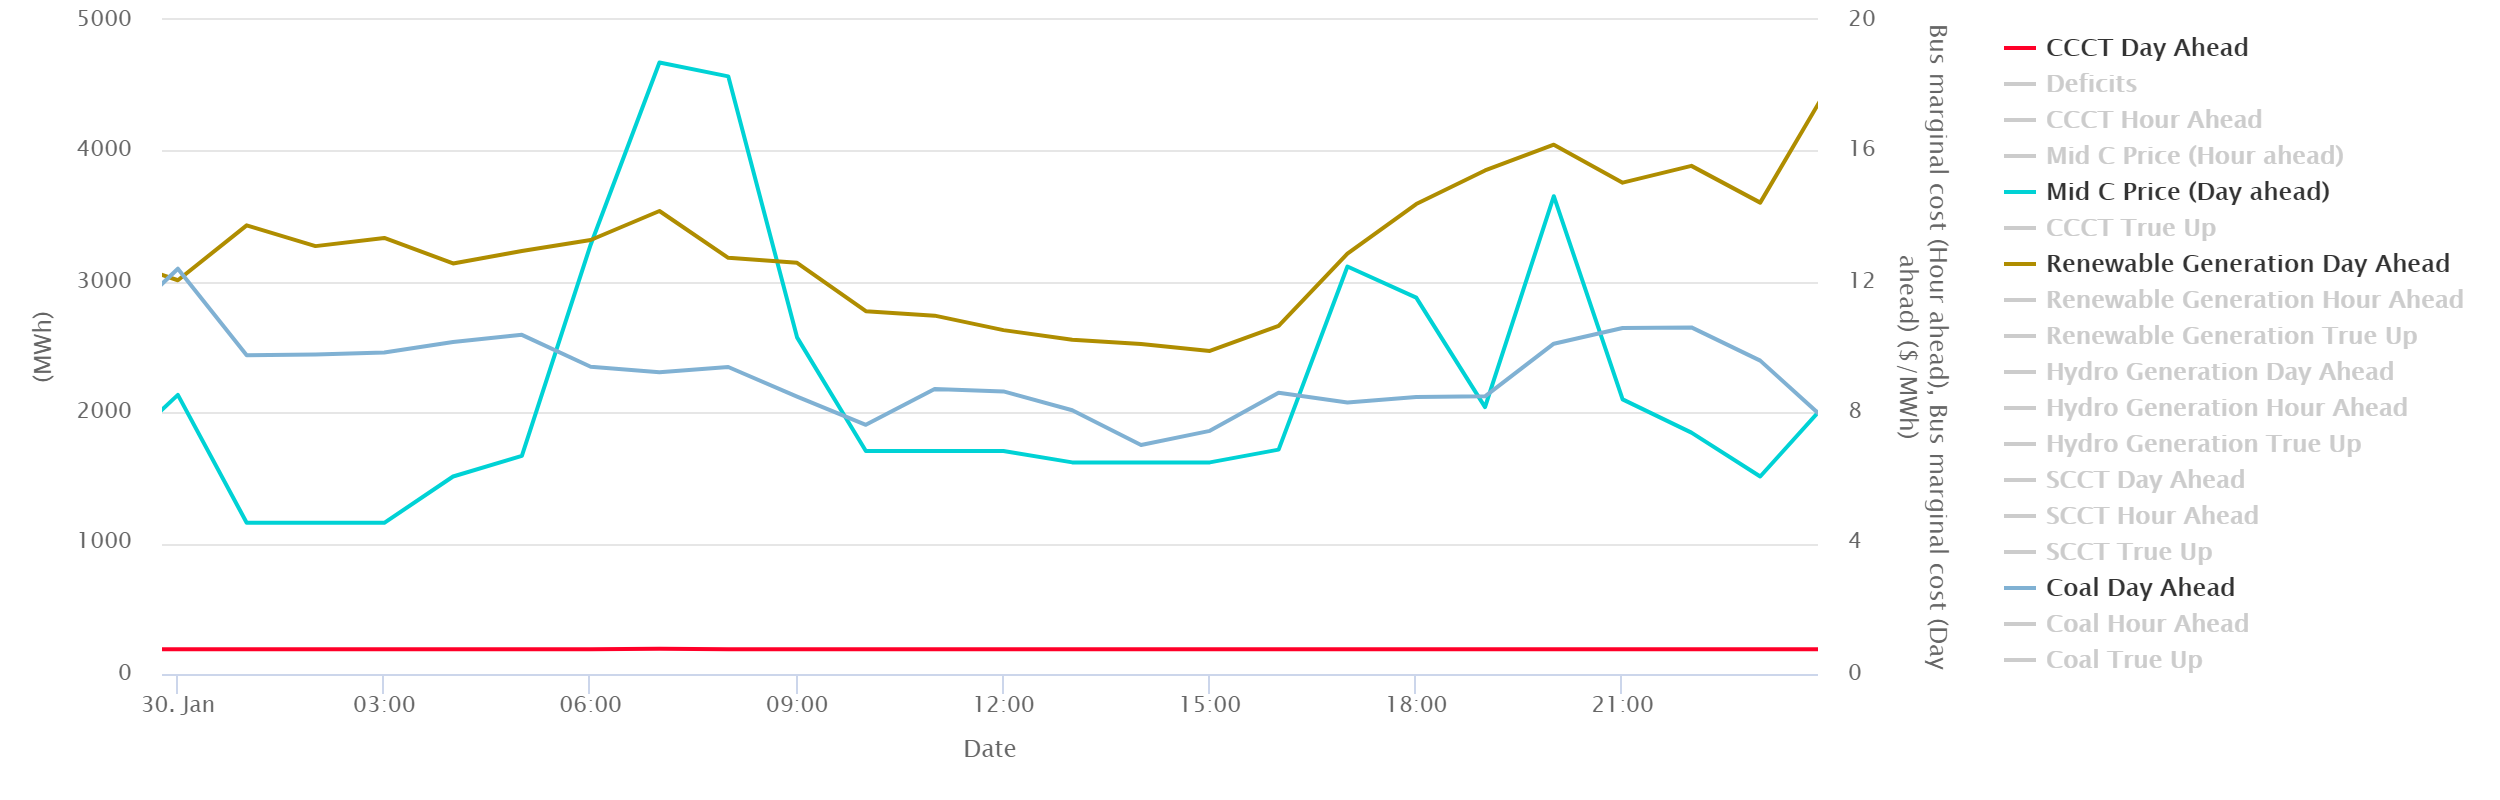 5000
4000
3000
2000
1000
0
(MWh)
30. Jan
03:00
06:00
09:00
12:00
15:00
18:00
21:00
Date
20
16
12
8
4
0
Bus marginal cost (Hour ahead), Bus marginal cost (Day
ahead) ($/MWh)
CCCT Day Ahead
Deficits
CCCT Hour Ahead
Mid C Price (Hour ahead)
Mid C Price (Day ahead)
CCCT True Up
Renewable Generation Day Ahead
Renewable Generation Hour Ahead
Renewable Generation True Up
Hydro Generation Day Ahead
Hydro Generation Hour Ahead
Hydro Generation True Up
SCCT Day Ahead
SCCT Hour Ahead
SCCT True Up
Coal Day Ahead
Coal Hour Ahead
Coal True Up